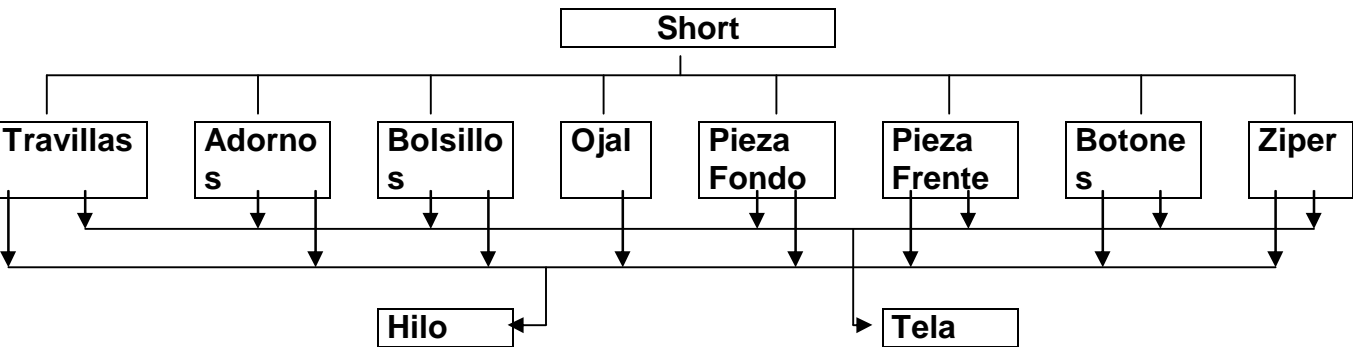 Short
Travillas
Adorno
s
Bolsillo
s
Ojal
Pieza
Fondo
Pieza
Frente
Botone
s
Ziper
Hilo
Tela